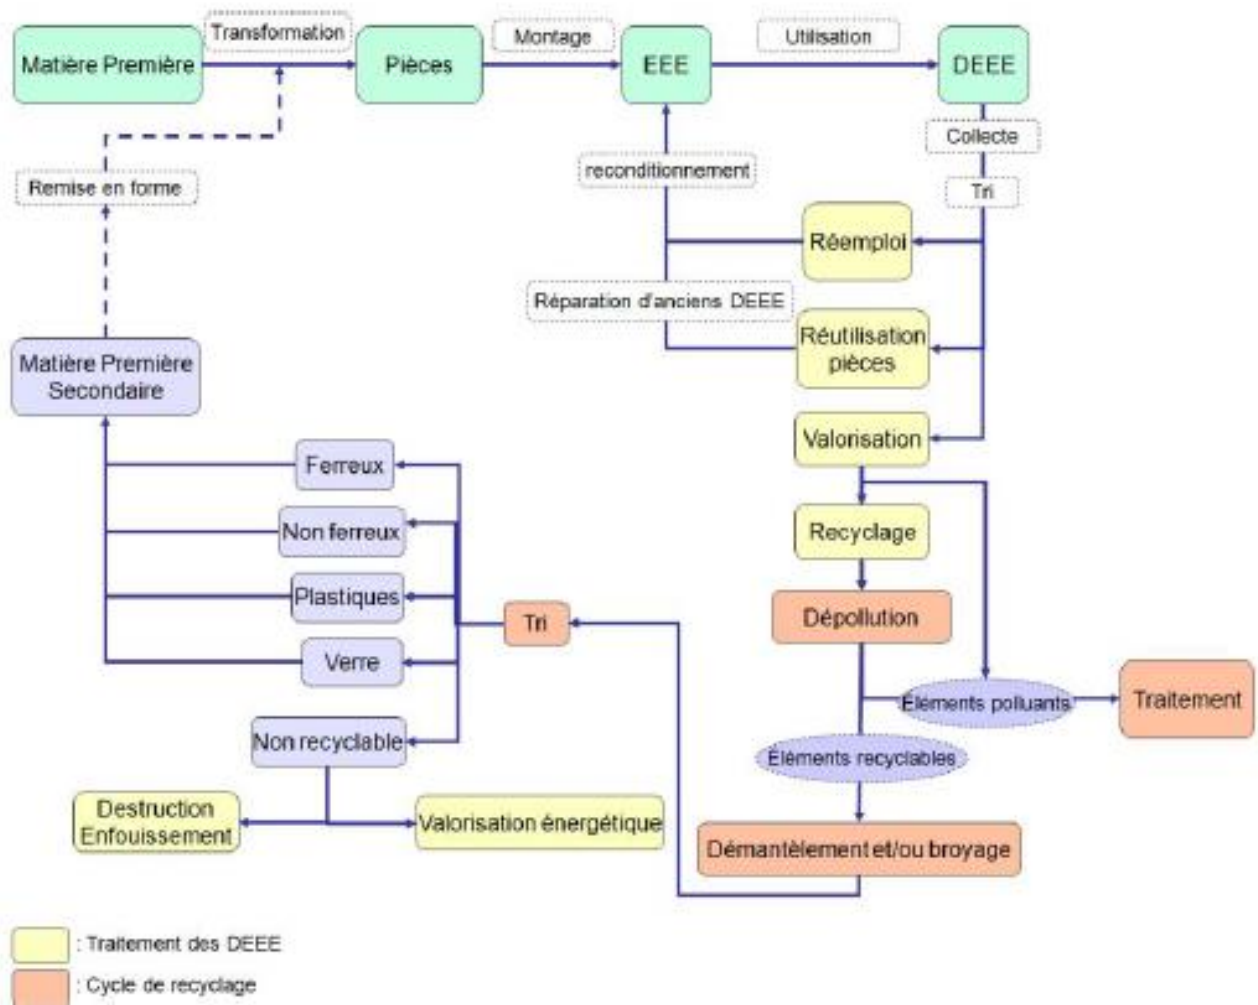 Transformation
Montage
Utilisation
Matière Première
Pièces
EEE
DEEE
Collecte
reconditionnement
Remise en forme
Tri
Réemploi
Réparation d'anciens DEEE
Réutilisation
pièces
Matière Première
Secondaire
Valorisation
Ferreux
Non ferreux
Recyclage
Plastiques
Tri
Dépollution
Verre
Éléments polluants
Traitement
Non recyclable
Éléments recyclables
Destruction
Enfouissement
Valorisation énergétique
Démantèlement et/ou broyage
: Traitement des DEEE
: Cycle de recyclage